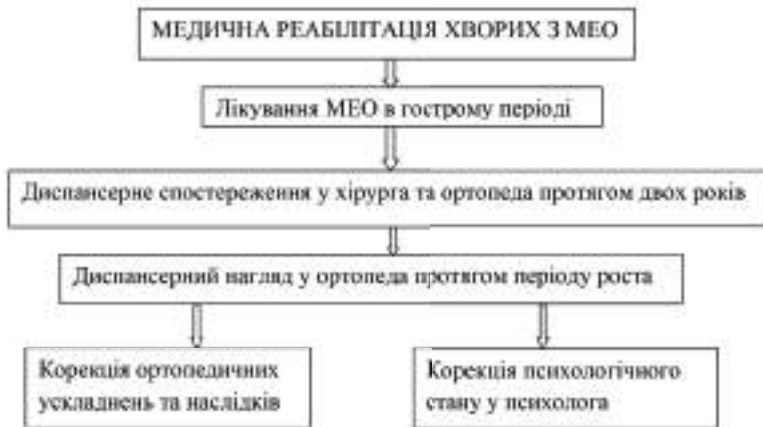 МЕДИЧНА РЕАБІЛІТАЦІЯ ХВОРИХ З МЕО
Лікування МЕО в гострому періоді
Диспансерне спостереження у хірурга та ортопеда протягом двох років
Диспансерний нагляд у ортопеда протягом періоду роста
Корекція ортопедичних
ускладнень та наслідків
Корекція психологічного
стану у психолога